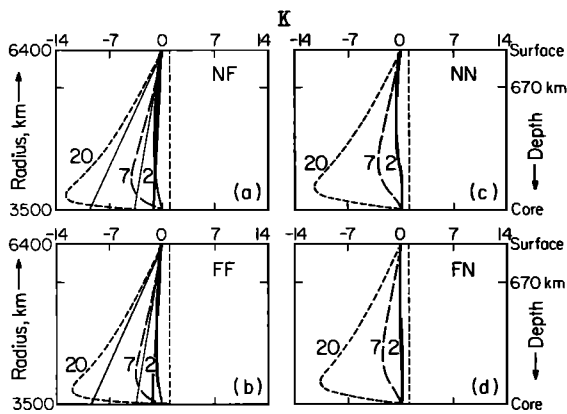 K
-14 -7 0 7 14 -14 -7 0 7 14
6400 Surface
NF NN
670 km
Radius, km → Depth →
20 7 2 20 7 2
(a) (c)
3500 Core
-14 -7 0 7 14 -14 -7 0 7 14
6400 Surface
FF FN
670 km
Radius, km → Depth →
20 7 2 20 7 2
(b) (d)
3500 Core